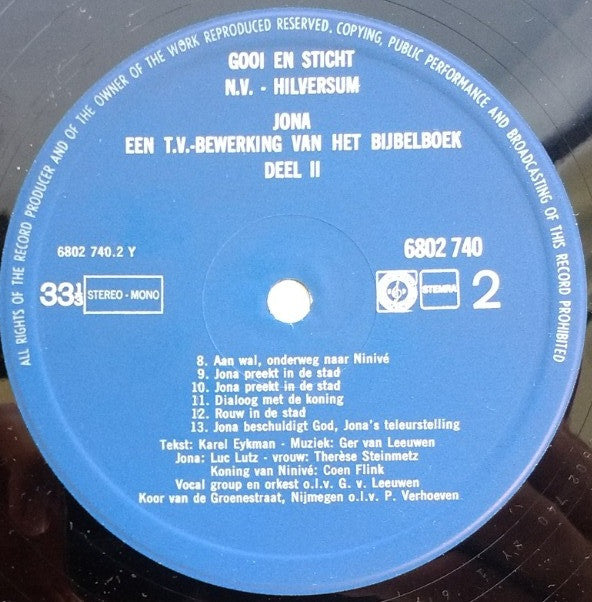 ALL RIGHTS OF THE RECORD PRODUCER AND OF THE OWNER OF THE WORK REPRODUCED RESERVED. COPYING, PUBLIC PERFORMANCE AND BROADCASTING OF THIS RECORD PROHIBITED
GOOI EN STICHT
N.V. - HILVERSUM
JONA
EEN T.V.-BEWERKING VAN HET BIJBELBOEK
DEEL II
6802 740.2 Y
6802 740
33⅓ STEREO - MONO
STEMRA 2
8. Aan wal, onderweg naar Ninivé
9. Jona preekt in de stad
10. Jona preekt in de stad
11. Dialoog met de koning
12. Rouw in de stad
13. Jona beschuldigt God, Jona's teleurstelling
Tekst: Karel Eykman - Muziek: Ger van Leeuwen
Jona: Luc Lutz - vrouw: Therèse Steinmetz
Koning van Ninivé: Coen Flink
Vocal group en orkest o.l.v. G. v. Leeuwen
Koor van de Groenestraat, Nijmegen o.l.v. P. Verhoeven